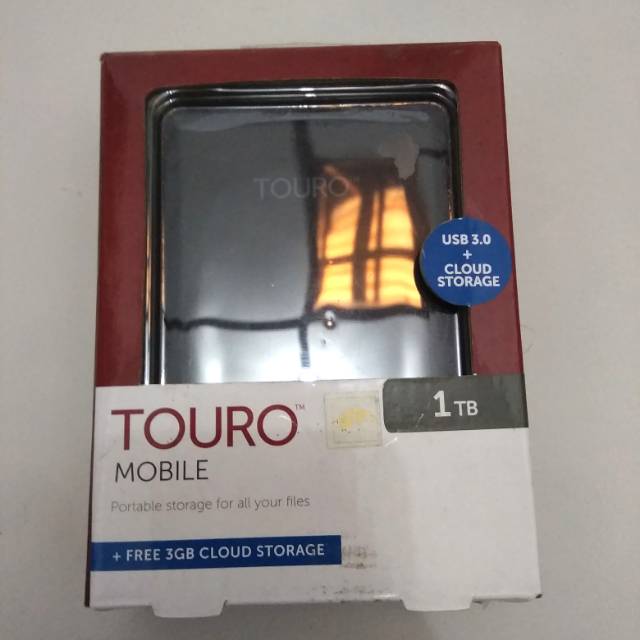 TOURO
USB 3.0
+
CLOUD
STORAGE
1 TB
TOURO™
MOBILE
Portable storage for all your files
+ FREE 3GB CLOUD STORAGE